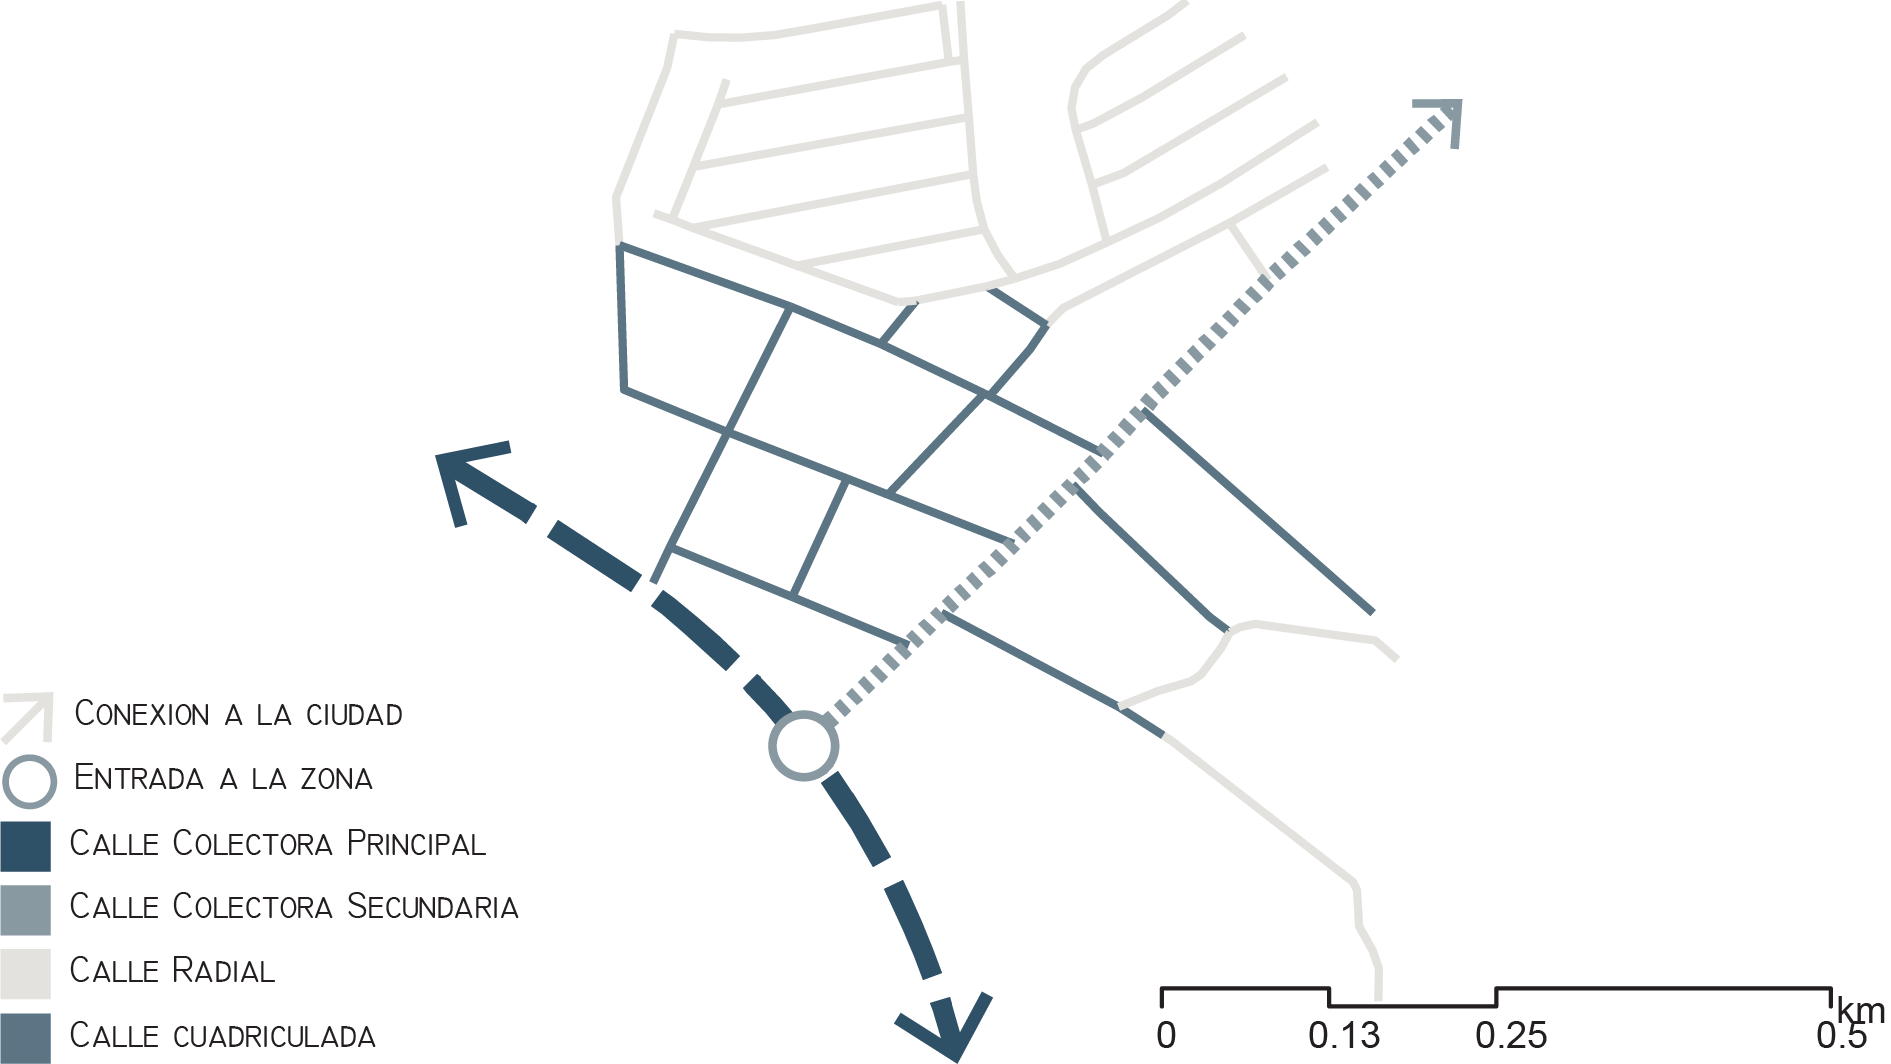 CONEXION A LA CIUDAD
ENTRADA A LA ZONA
CALLE COLECTORA PRINCIPAL
CALLE COLECTORA SECUNDARIA
CALLE RADIAL
CALLE CUADRICULADA
km
0 0.13 0.25 0.5